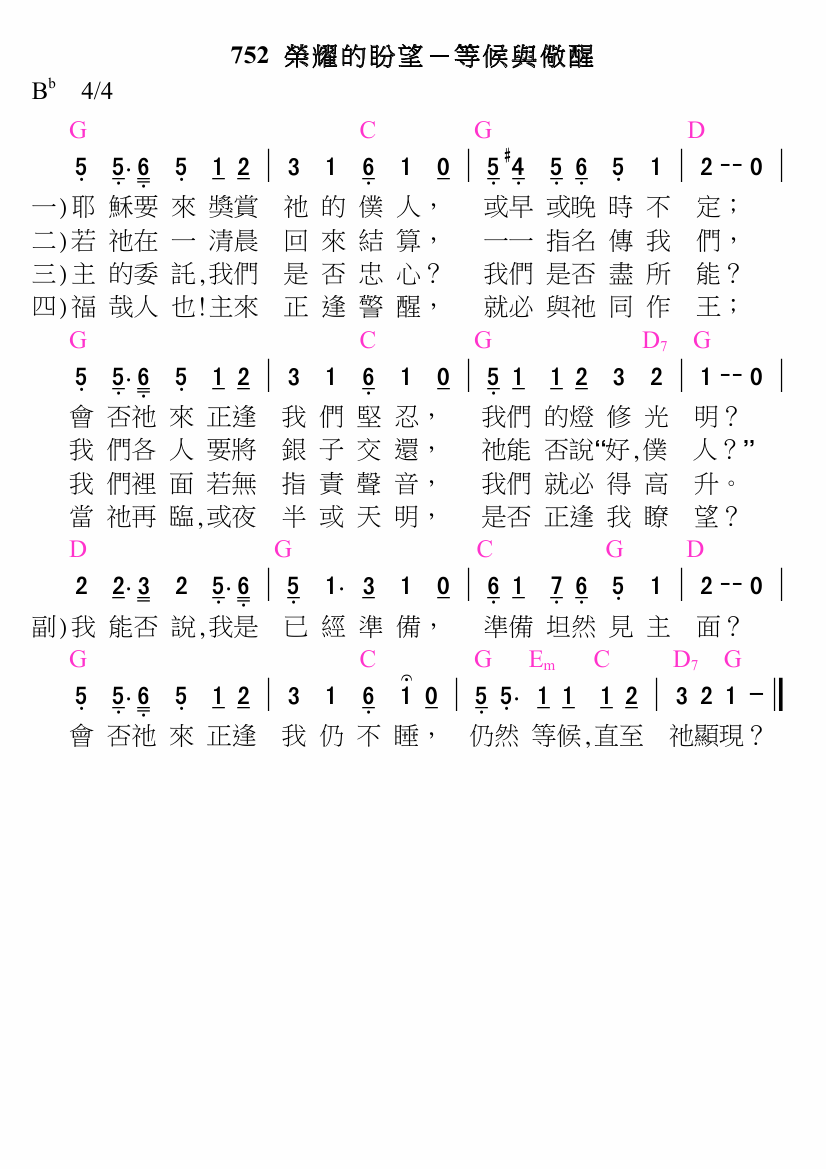 752 榮耀的盼望－等候與儆醒
B♭ 4/4
G C G D
5 5·6 5 1 2 | 3 1 6 1 0 | 5 #4 5 6 5 1 | 2 -- 0 |
一)耶 穌要 來 獎賞 祂 的 僕 人， 或早 或晚 時 不 定；
二)若 祂在 一 清晨 回 來 結 算， 一一 指名 傳 我 們，
三)主 的委 託,我們 是 否 忠 心？ 我們 是否 盡 所 能？
四)福 哉人 也!主來 正 逢 警 醒， 就必 與祂 同 作 王；
G C G D7 G
5 5·6 5 1 2 | 3 1 6 1 0 | 5 1 1 2 3 2 | 1 -- 0 |
會 否祂 來 正逢 我 們 堅 忍， 我們 的燈 修 光 明？
我 們各 人 要將 銀 子 交 還， 祂能 否說“好,僕 人？”
我 們裡 面 若無 指 責 聲 音， 我們 就必 得 高 升。
當 祂再 臨,或夜 半 或 天 明， 是否 正逢 我 瞭 望？
D G C G D
2 2·3 2 5·6 | 5 1· 3 1 0 | 6 1 7 6 5 1 | 2 -- 0 |
副)我 能否 說,我是 已 經 準 備， 準備 坦然 見 主 面？
G C G Em C D7 G
5 5·6 5 1 2 | 3 1 6 1 0 | 5 5· 1 1 1 2 | 3 2 1 - ‖
會 否祂 來 正逢 我 仍 不 睡， 仍然 等候,直至 祂顯現？